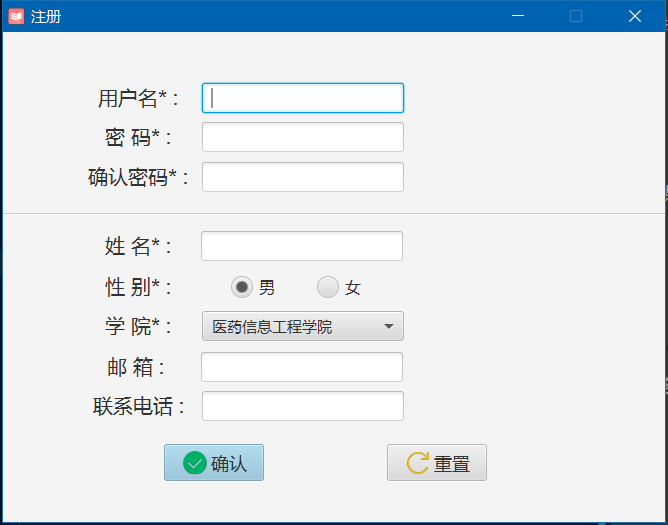 注册
用户名* :
密 码* :
确认密码* :
姓 名* :
性 别* : 男 女
学 院* : 医药信息工程学院
邮 箱 :
联系电话 :
确认 重置